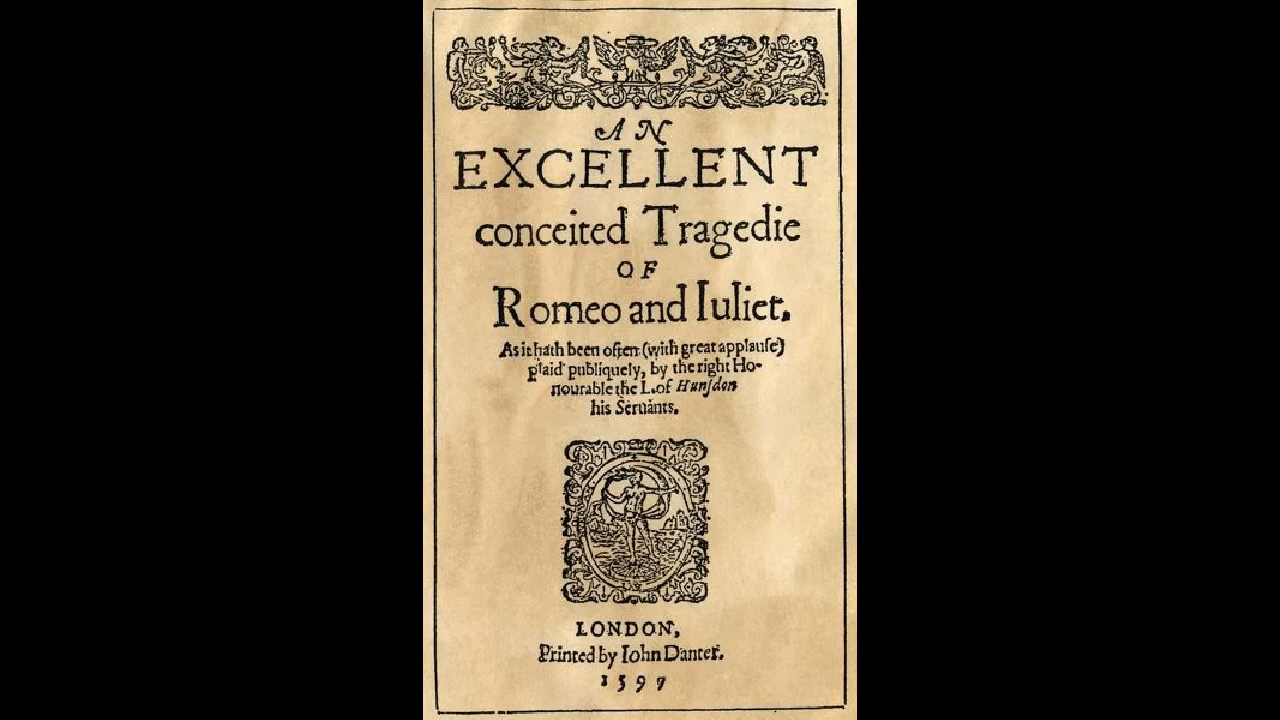 AN
EXCELLENT
conceited Tragedie
OF
Romeo and Iuliet.
As it hath been often (with great applause)
plaid publiquely, by the right Ho-
nourable the L. of Hunsdon
his Seruants.
LONDON,
Printed by Iohn Danter.
1597